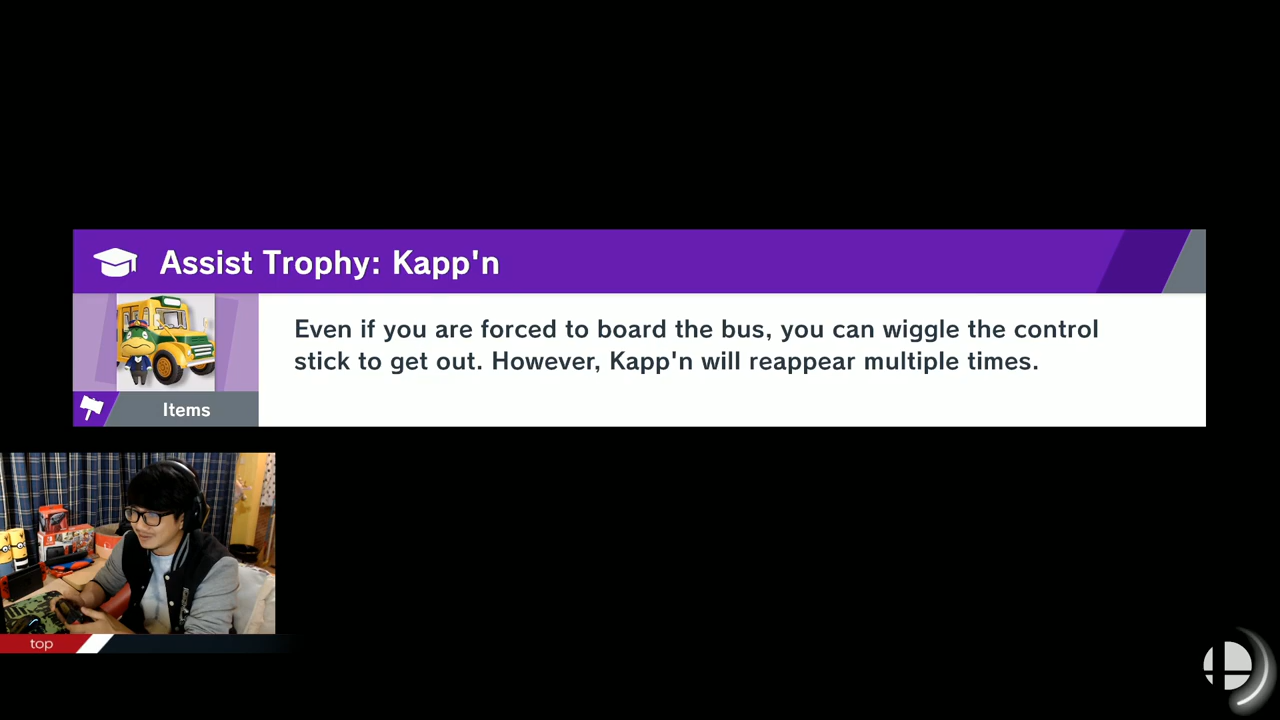 Assist Trophy: Kapp'n
Even if you are forced to board the bus, you can wiggle the control
stick to get out. However, Kapp'n will reappear multiple times.
Items
top